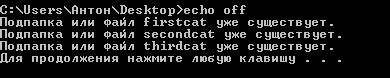 C:\Users\Антон\Desktop>echo off
Подпапка или файл firstcat уже существует.
Подпапка или файл secondcat уже существует.
Подпапка или файл thirdcat уже существует.
Для продолжения нажмите любую клавишу . . .